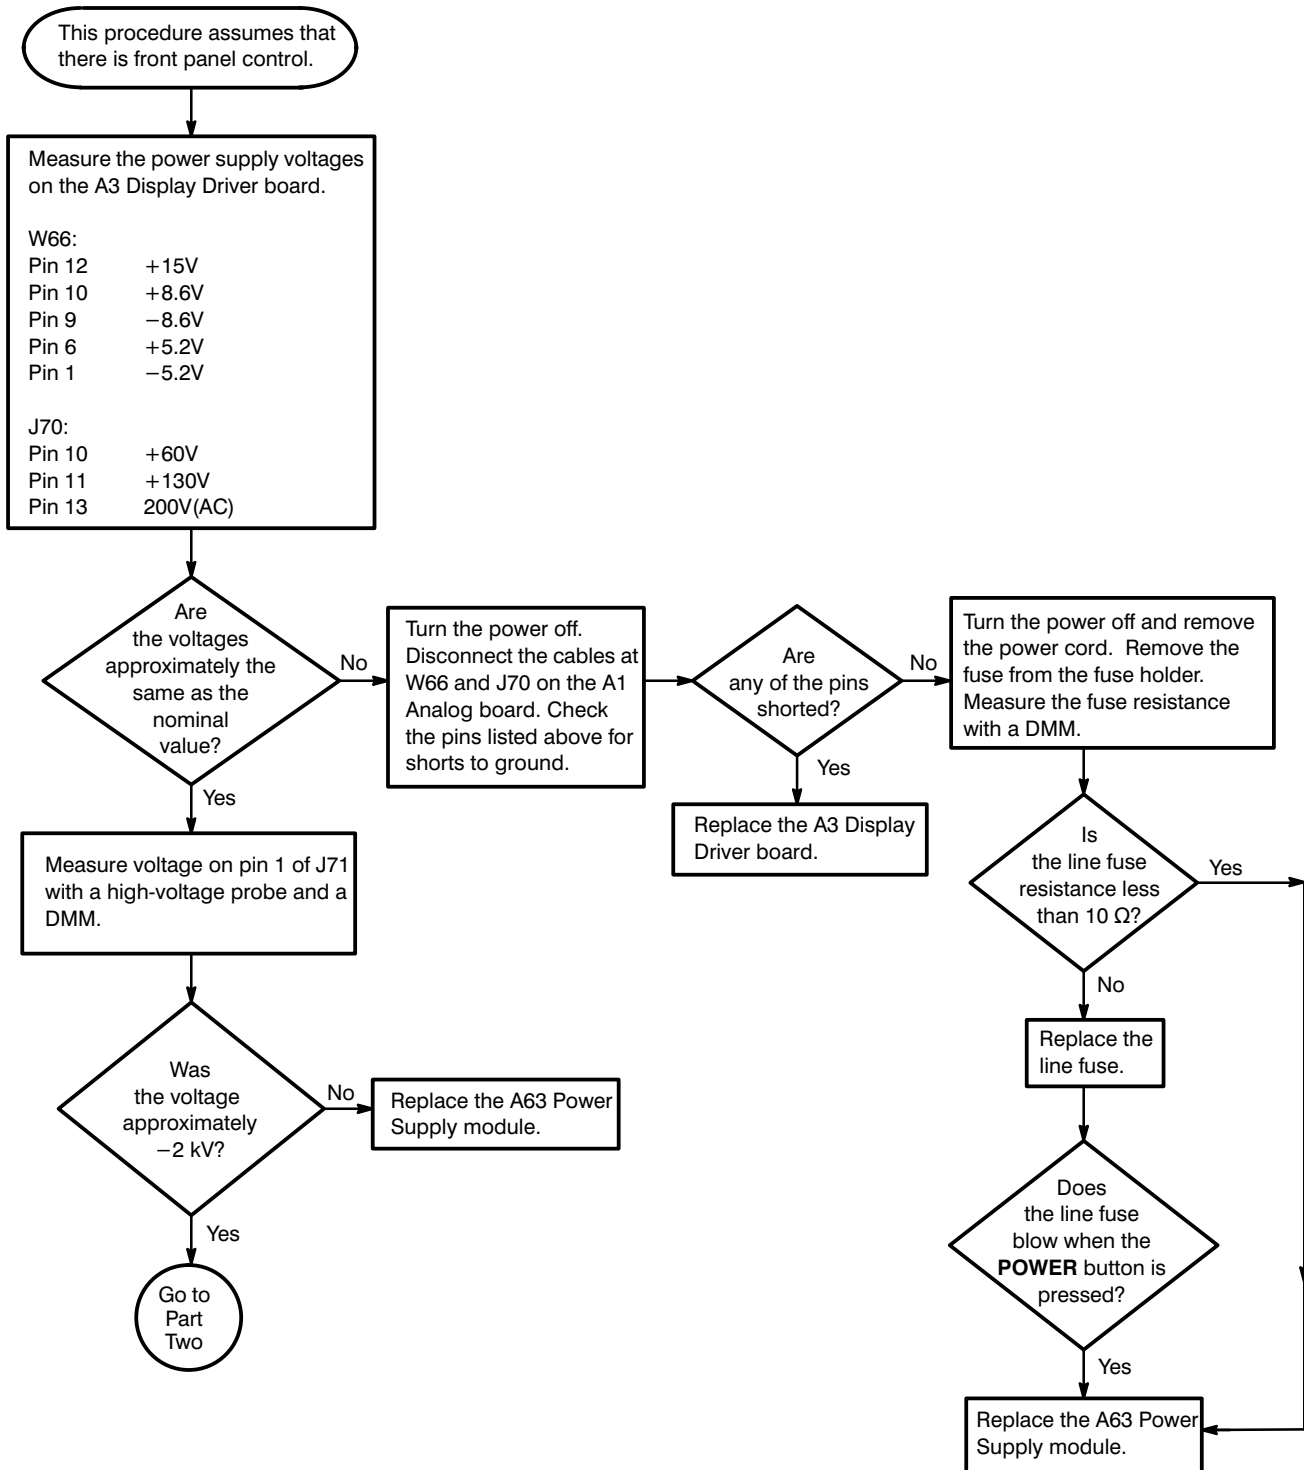 This procedure assumes that
there is front panel control.
Measure the power supply voltages
on the A3 Display Driver board.
W66:
Pin 12 +15V
Pin 10 +8.6V
Pin 9 −8.6V
Pin 6 +5.2V
Pin 1 −5.2V
J70:
Pin 10 +60V
Pin 11 +130V
Pin 13 200V(AC)
Are
the voltages
approximately the
same as the
nominal
value?
No
Yes
Turn the power off.
Disconnect the cables at
W66 and J70 on the A1
Analog board. Check
the pins listed above for
shorts to ground.
Are
any of the pins
shorted?
No
Yes
Replace the A3 Display
Driver board.
Turn the power off and remove
the power cord. Remove the
fuse from the fuse holder.
Measure the fuse resistance
with a DMM.
Is
the line fuse
resistance less
than 10 Ω?
Yes
No
Replace the
line fuse.
Does
the line fuse
blow when the
POWER button is
pressed?
Yes
Replace the A63 Power
Supply module.
Measure voltage on pin 1 of J71
with a high-voltage probe and a
DMM.
Was
the voltage
approximately
−2 kV?
No
Replace the A63 Power
Supply module.
Yes
Go to
Part
Two